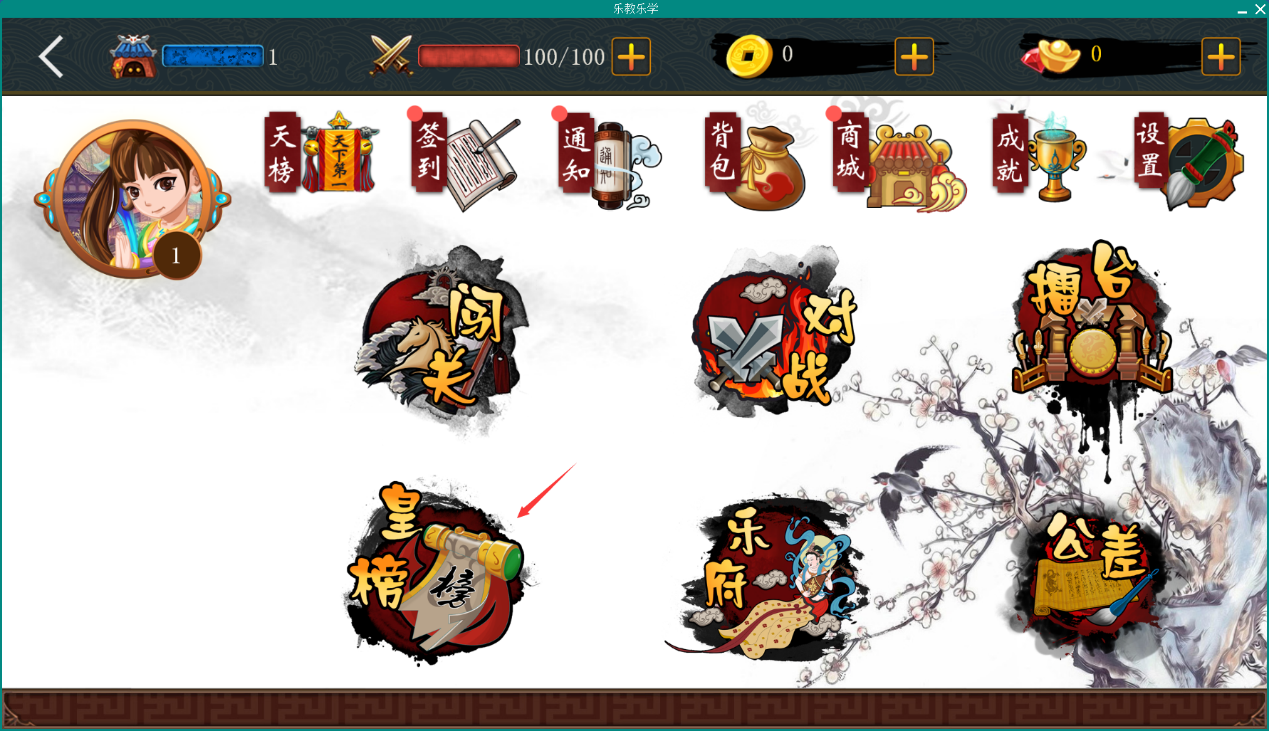 乐教乐学
1
100/100
0
0
1
天榜
天下第一
签到
通知
通知
背包
商城
成就
设置
闯关
对战
擂台
皇榜
榜
乐府
公差